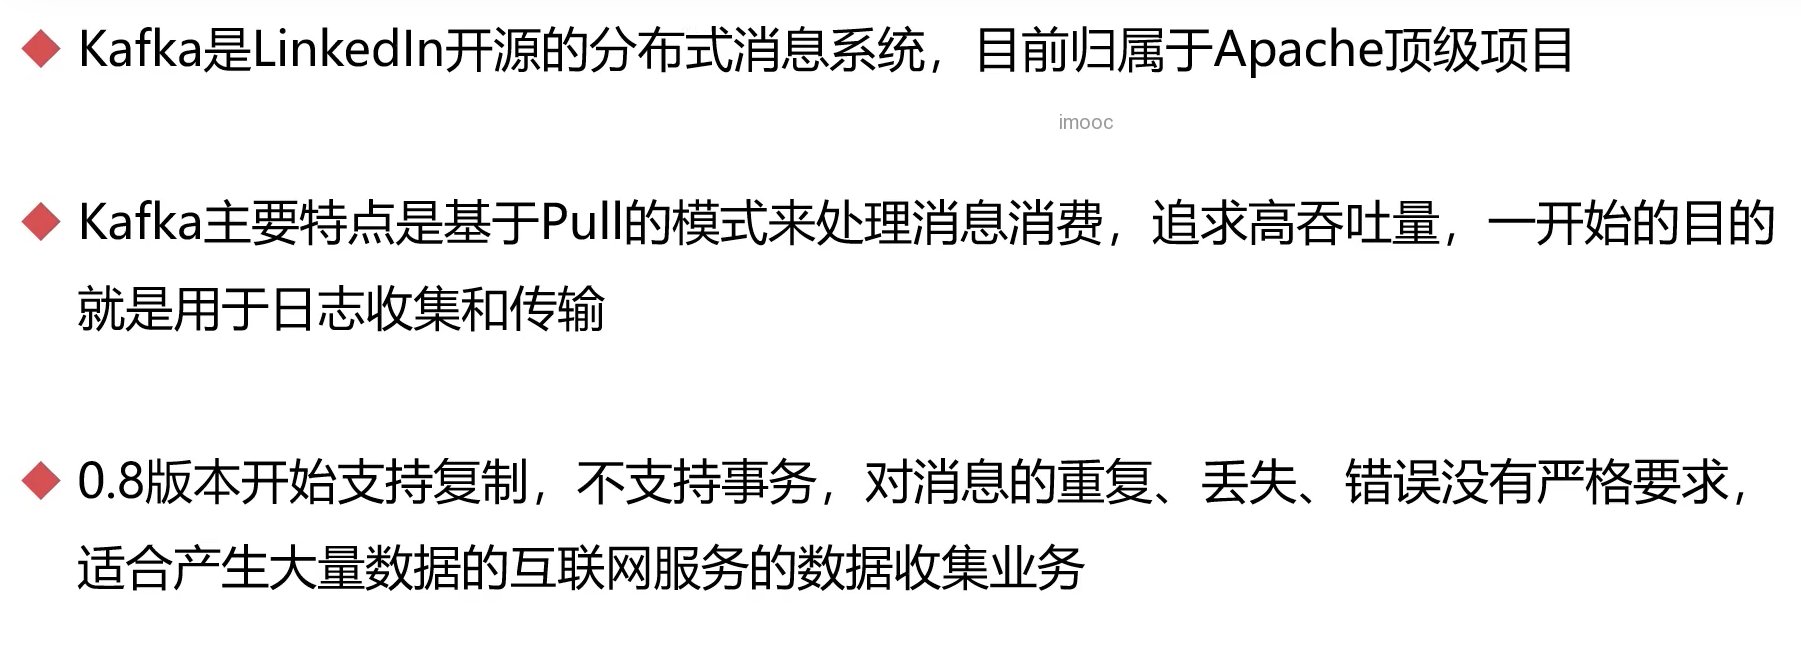 Kafka是LinkedIn开源的分布式消息系统，目前归属于Apache顶级项目
imooc
Kafka主要特点是基于Pull的模式来处理消息消费，追求高吞吐量，一开始的目的
就是用于日志收集和传输
0.8版本开始支持复制，不支持事务，对消息的重复、丢失、错误没有严格要求，
适合产生大量数据的互联网服务的数据收集业务